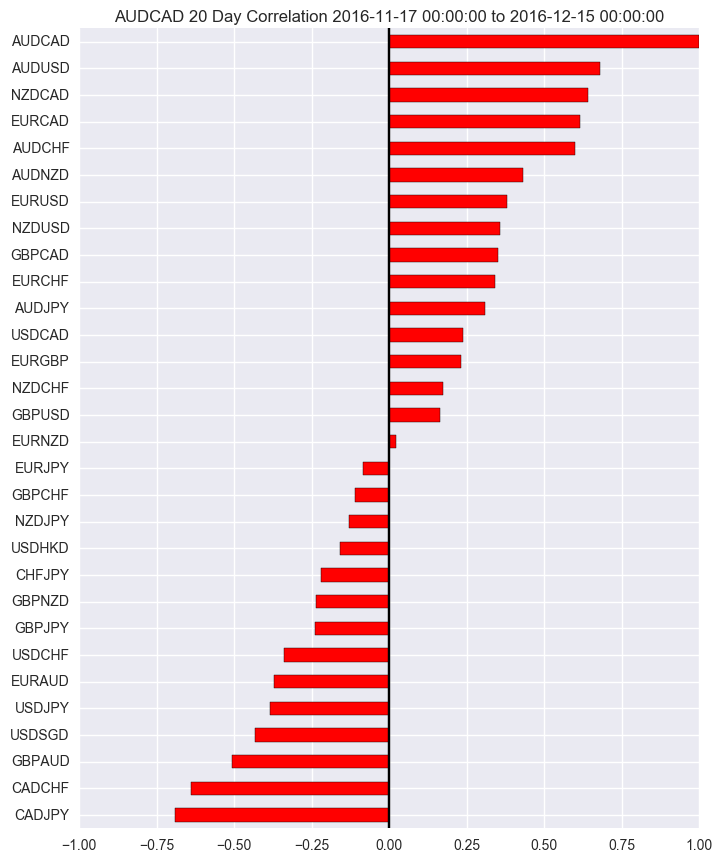 AUDCAD 20 Day Correlation 2016-11-17 00:00:00 to 2016-12-15 00:00:00
AUDCAD
AUDUSD
NZDCAD
EURCAD
AUDCHF
AUDNZD
EURUSD
NZDUSD
GBPCAD
EURCHF
AUDJPY
USDCAD
EURGBP
NZDCHF
GBPUSD
EURNZD
EURJPY
GBPCHF
NZDJPY
USDHKD
CHFJPY
GBPNZD
GBPJPY
USDCHF
EURAUD
USDJPY
USDSGD
GBPAUD
CADCHF
CADJPY
−1.00 −0.75 −0.50 −0.25 0.00 0.25 0.50 0.75 1.00